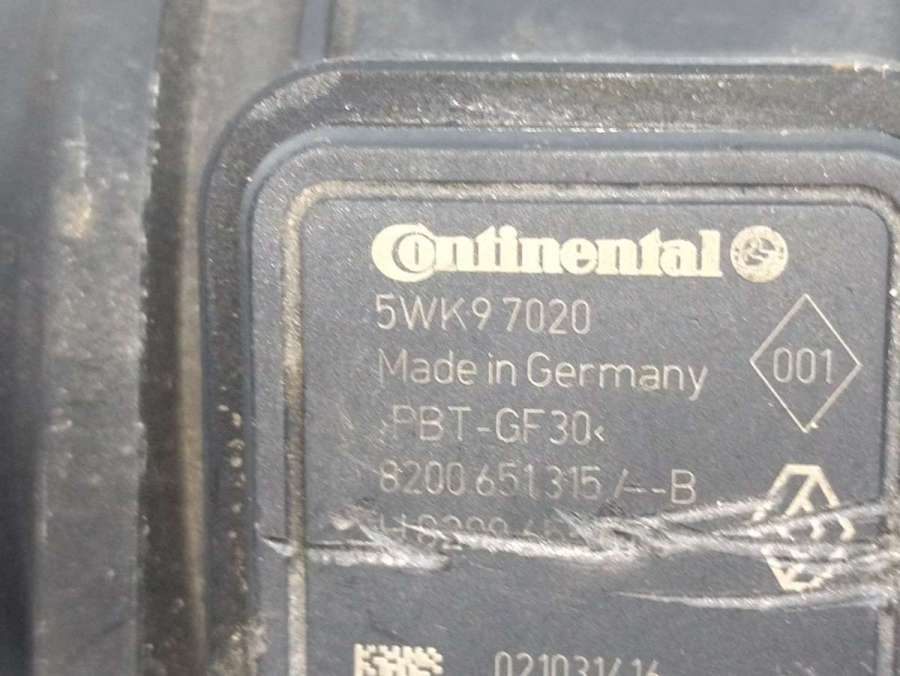 Continental
5WK9 7020
001
Made in Germany
>PBT-GF30<
8200 651 315 /--B